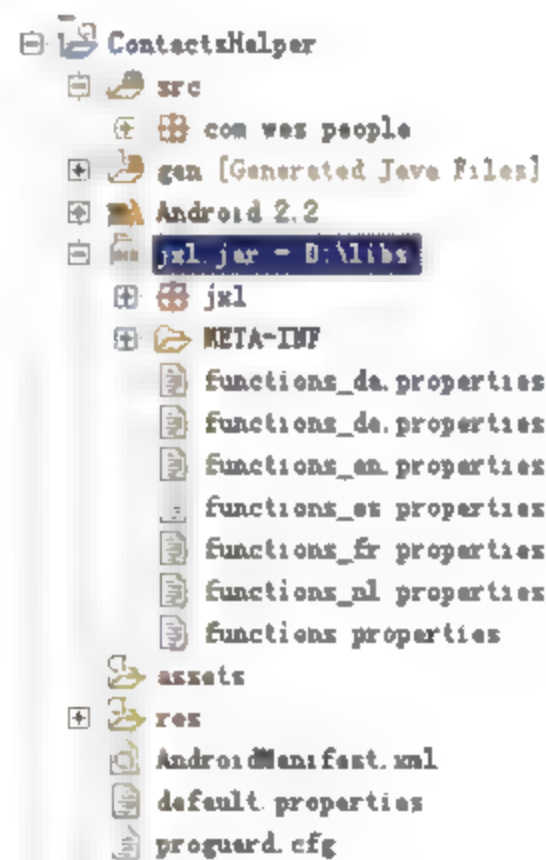 ContactsHelper
src
com wes people
gen [Generated Java Files]
Android 2.2
jxl.jar - D:\libs
jxl
META-INF
functions_da.properties
functions_de.properties
functions_en.properties
functions_es properties
functions_fr properties
functions_nl properties
functions properties
assets
res
AndroidManifest.xml
default.properties
proguard.cfg